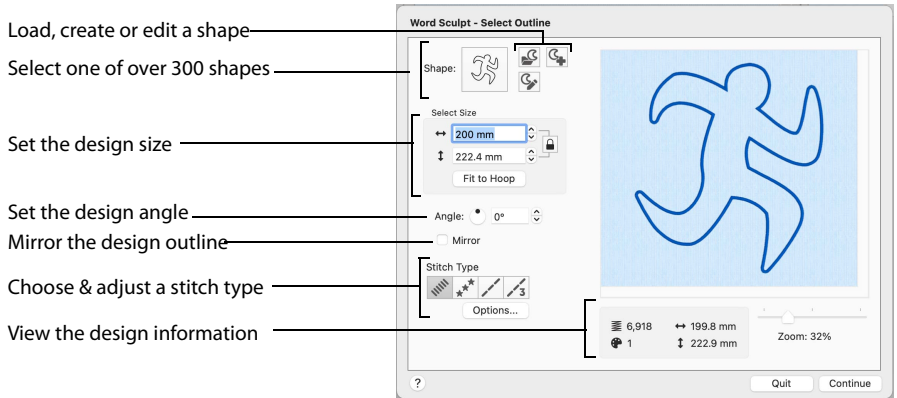 Word Sculpt - Select Outline
Load, create or edit a shape
Select one of over 300 shapes
Shape:
Select Size
200 mm
Set the design size
222.4 mm
Fit to Hoop
Set the design angle
Angle:
0°
Mirror the design outline
Mirror
Stitch Type
3
Choose & adjust a stitch type
Options...
View the design information
6,918
199.8 mm
1
222.9 mm
Zoom: 32%
?
Quit
Continue